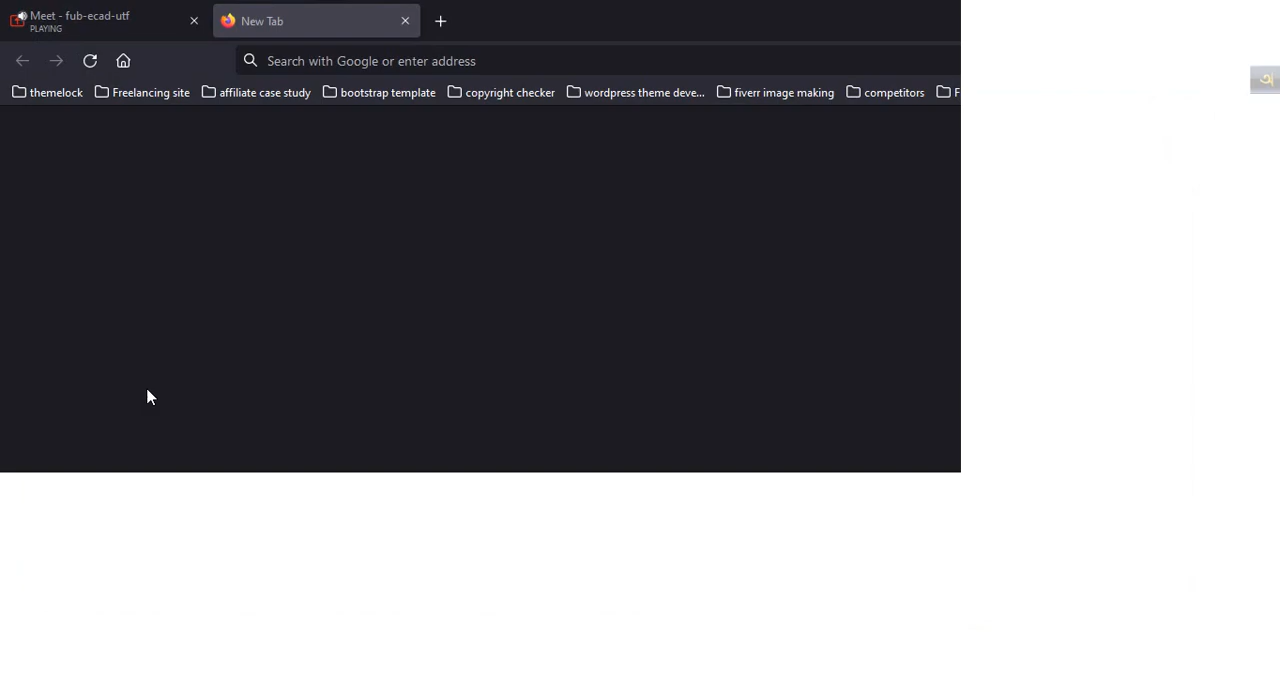 Meet - fub-ecad-utf
PLAYING
New Tab
Search with Google or enter address
themelock Freelancing site affiliate case study bootstrap template copyright checker wordpress theme deve... fiverr image making competitors F
অ